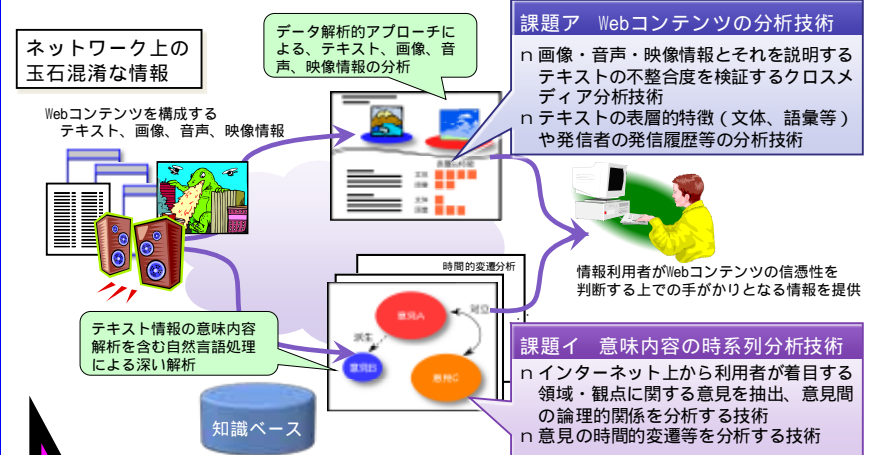 ネットワーク上の
玉石混淆な情報
Webコンテンツを構成する
テキスト、画像、音声、映像情報
データ解析的アプローチに
よる、テキスト、画像、音
声、映像情報の分析
課題ア Webコンテンツの分析技術
n 画像・音声・映像情報とそれを説明する
テキストの不整合度を検証するクロスメ
ディア分析技術
n テキストの表層的特徴(文体、語彙等)
や発信者の発信履歴等の分析技術
文体
語彙
文体
語彙
情報利用者がWebコンテンツの信憑性を
判断する上での手がかりとなる情報を提供
時間的変遷分析
意見A
対立
派生
意見B
意見C
テキスト情報の意味内容
解析を含む自然言語処理
による深い解析
知識ベース
課題イ 意味内容の時系列分析技術
n インターネット上から利用者が着目する
領域・観点に関する意見を抽出、意見間
の論理的関係を分析する技術
n 意見の時間的変遷等を分析する技術